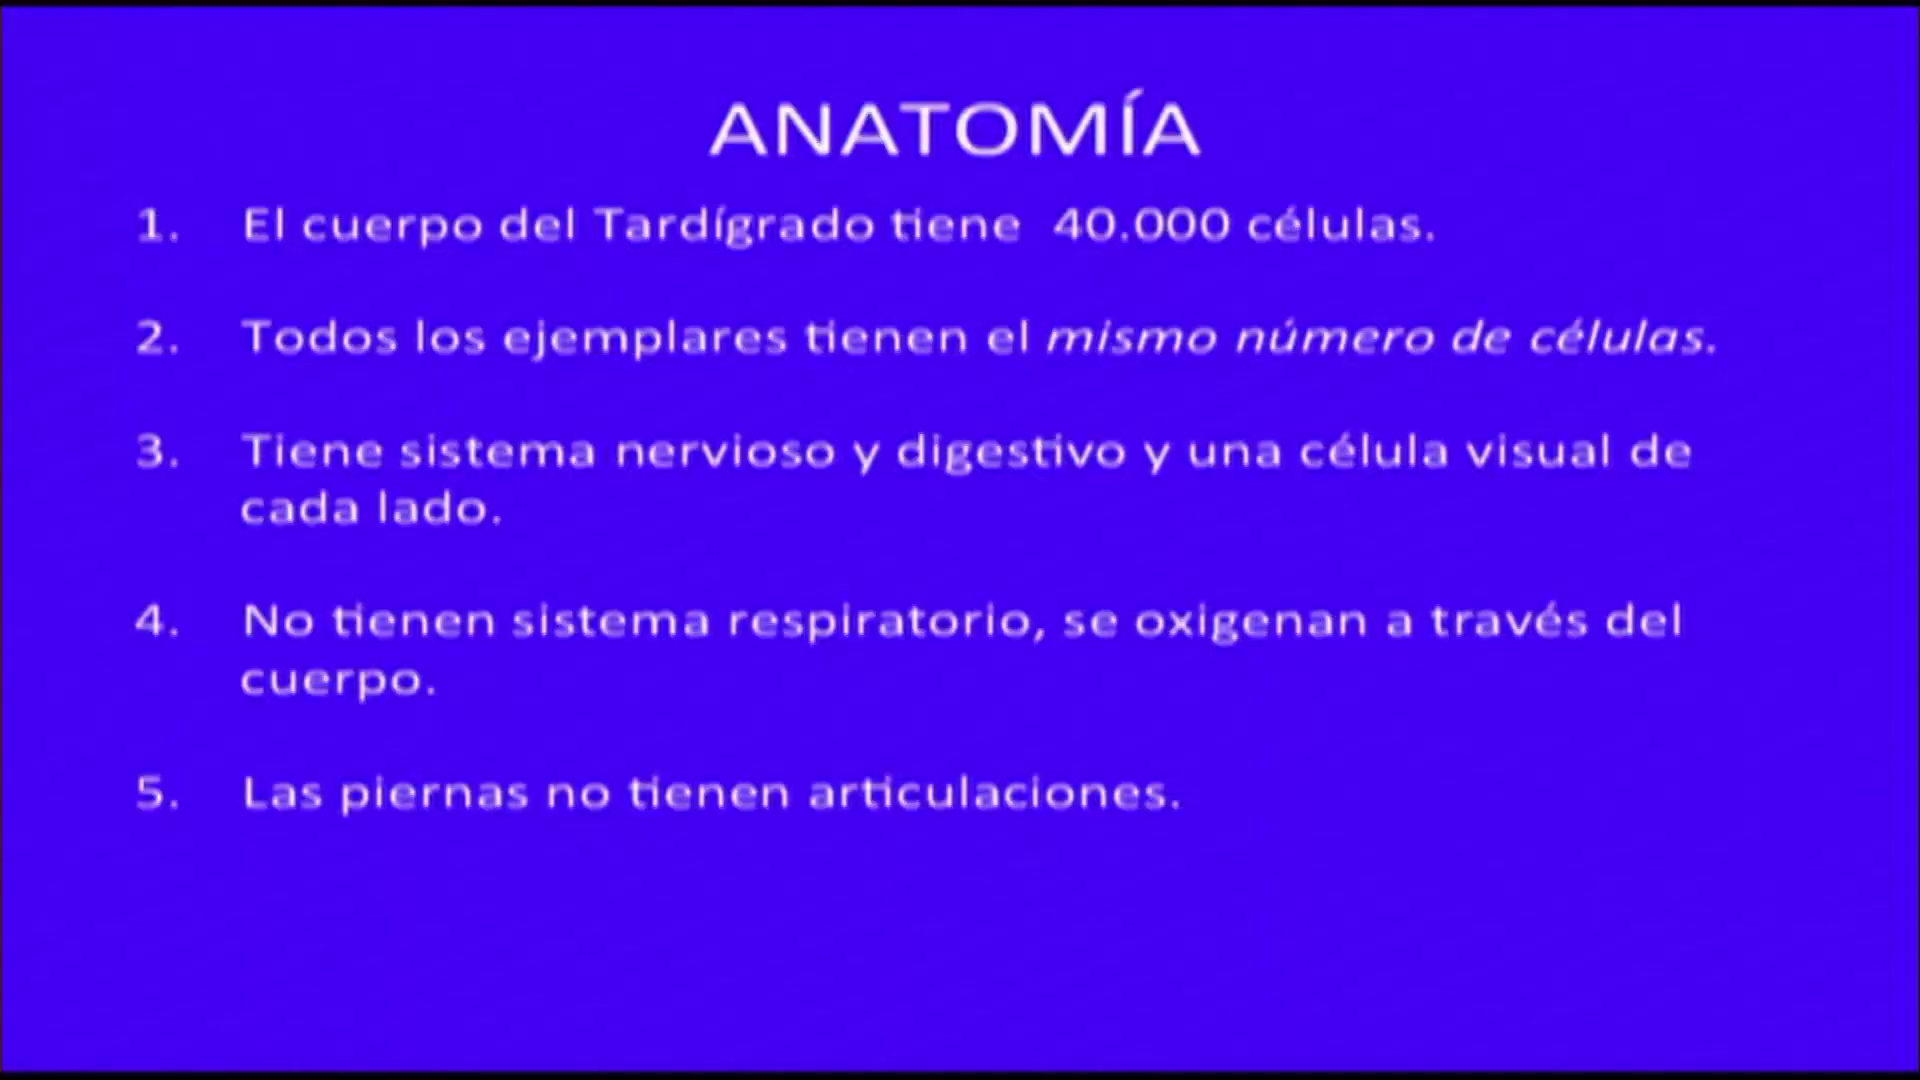 ANATOMÍA
1. El cuerpo del Tardígrado tiene 40.000 células.
2. Todos los ejemplares tienen el mismo número de células.
3. Tiene sistema nervioso y digestivo y una célula visual de
cada lado.
4. No tienen sistema respiratorio, se oxigenan a través del
cuerpo.
5. Las piernas no tienen articulaciones.